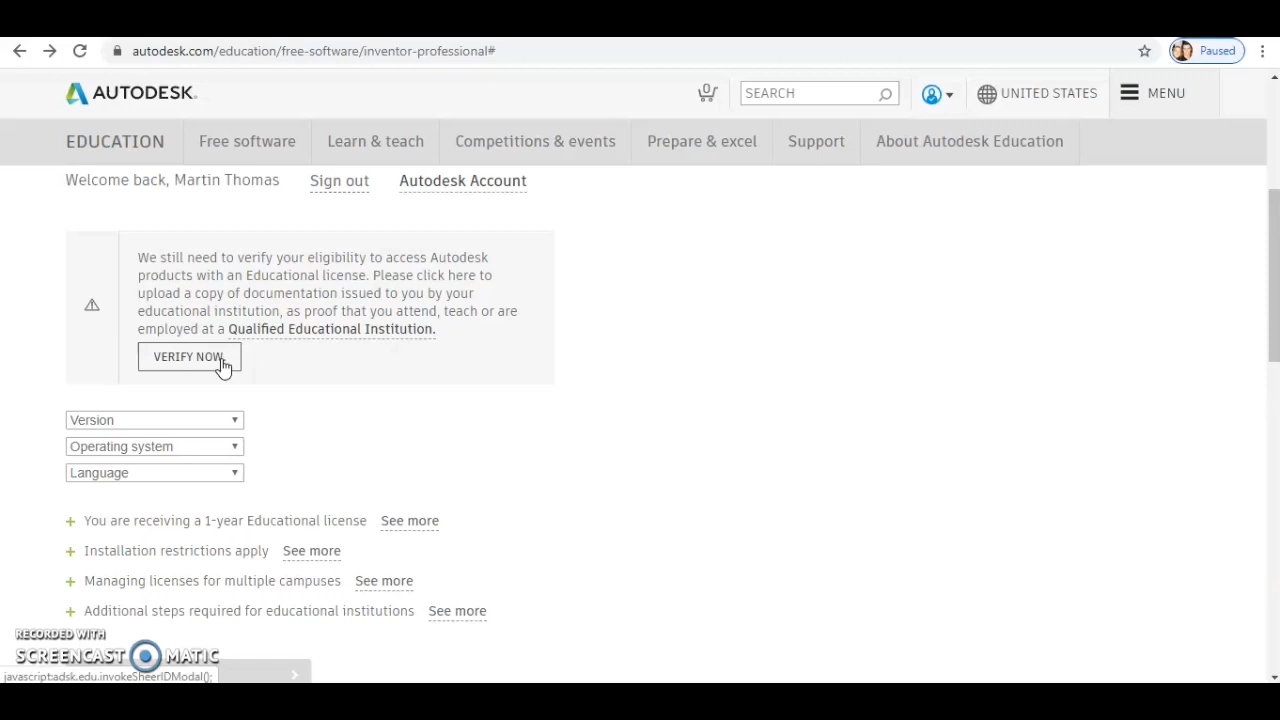 autodesk.com/education/free-software/inventor-professional#
Paused
AUTODESK.
0
SEARCH
UNITED STATES
MENU
EDUCATION
Free software
Learn & teach
Competitions & events
Prepare & excel
Support
About Autodesk Education
Welcome back, Martin Thomas
Sign out
Autodesk Account
We still need to verify your eligibility to access Autodesk
products with an Educational license. Please click here to
upload a copy of documentation issued to you by your
educational institution, as proof that you attend, teach or are
employed at a Qualified Educational Institution.
VERIFY NOW
Version
Operating system
Language
+ You are receiving a 1-year Educational license See more
+ Installation restrictions apply See more
+ Managing licenses for multiple campuses See more
+ Additional steps required for educational institutions See more
RECORDED WITH
SCREENCAST MATIC
javascript:adsk.edu.invokeSheerIDModal();